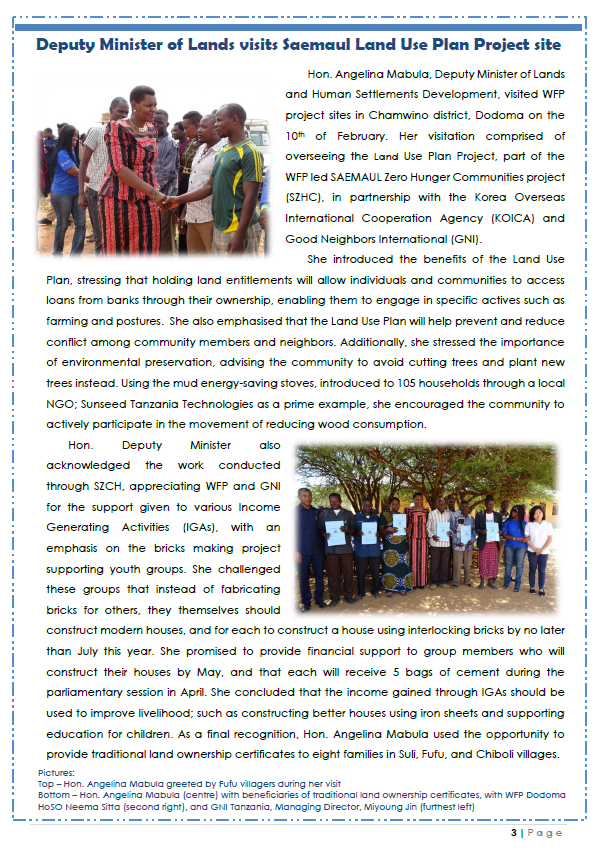 Deputy Minister of Lands visits Saemaul Land Use Plan Project site
Hon. Angelina Mabula, Deputy Minister of Lands
and Human Settlements Development, visited WFP
project sites in Chamwino district, Dodoma on the
10th of February. Her visitation comprised of
overseeing the Land Use Plan Project, part of the
WFP led SAEMAUL Zero Hunger Communities project
(SZHC), in partnership with the Korea Overseas
International Cooperation Agency (KOICA) and
Good Neighbors International (GNI).
She introduced the benefits of the Land Use
Plan, stressing that holding land entitlements will allow individuals and communities to access
loans from banks through their ownership, enabling them to engage in specific actives such as
farming and postures. She also emphasised that the Land Use Plan will help prevent and reduce
conflict among community members and neighbors. Additionally, she stressed the importance
of environmental preservation, advising the community to avoid cutting trees and plant new
trees instead. Using the mud energy-saving stoves, introduced to 105 households through a local
NGO; Sunseed Tanzania Technologies as a prime example, she encouraged the community to
actively participate in the movement of reducing wood consumption.
Hon. Deputy Minister also
acknowledged the work conducted
through SZCH, appreciating WFP and GNI
for the support given to various Income
Generating Activities (IGAs), with an
emphasis on the bricks making project
supporting youth groups. She challenged
these groups that instead of fabricating
bricks for others, they themselves should
construct modern houses, and for each to construct a house using interlocking bricks by no later
than July this year. She promised to provide financial support to group members who will
construct their houses by May, and that each will receive 5 bags of cement during the
parliamentary session in April. She concluded that the income gained through IGAs should be
used to improve livelihood; such as constructing better houses using iron sheets and supporting
education for children. As a final recognition, Hon. Angelina Mabula used the opportunity to
provide traditional land ownership certificates to eight families in Suli, Fufu, and Chiboli villages.
Pictures:
Top – Hon. Angelina Mabula greeted by Fufu villagers during her visit
Bottom – Hon. Angelina Mabula (centre) with beneficiaries of traditional land ownership certificates, with WFP Dodoma
HoSO Neema Sitta (second right), and GNI Tanzania, Managing Director, Miyoung Jin (furthest left)
3 | Page